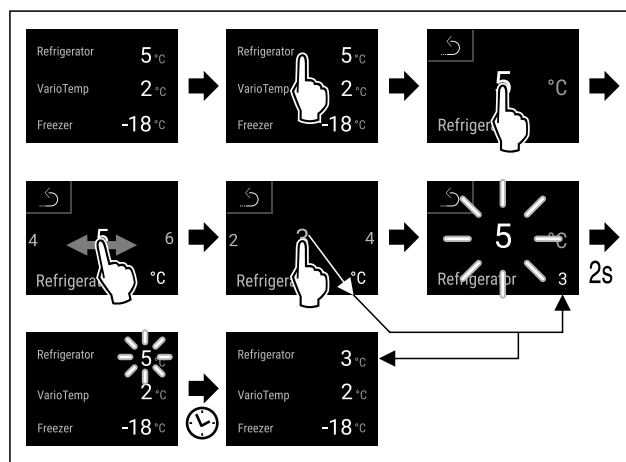 Refrigerator 5 °C
VarioTemp 2 °C
Freezer -18 °C
Refrigerator 5 °C
VarioTemp 2 °C
Freezer -18 °C
5 °C
4 5 6
°C
2 3 4
°C
5 °C
Refrigerator 3
2s
Refrigerator 5 °C
VarioTemp 2 °C
Freezer -18 °C
Refrigerator 3 °C
VarioTemp 2 °C
Freezer -18 °C